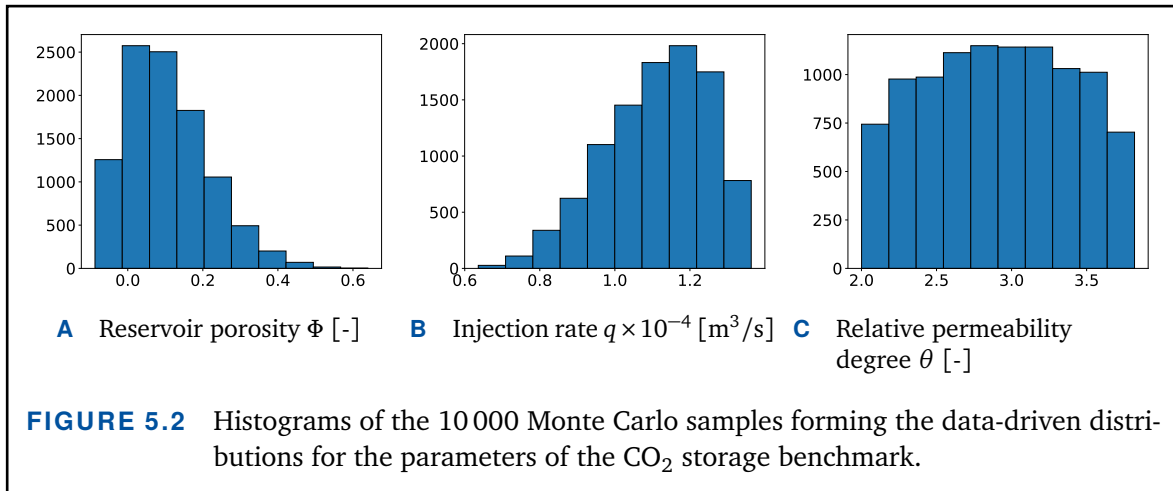 2500
2000
1500
1000
500
0
0.0 0.2 0.4 0.6
2000
1500
1000
500
0
0.6 0.8 1.0 1.2
1000
750
500
250
0
2.0 2.5 3.0 3.5
A Reservoir porosity Φ [-]
B Injection rate q × 10⁻⁴ [m³/s]
C Relative permeability
degree θ [-]
FIGURE 5.2 Histograms of the 10 000 Monte Carlo samples forming the data-driven distri-
butions for the parameters of the CO₂ storage benchmark.